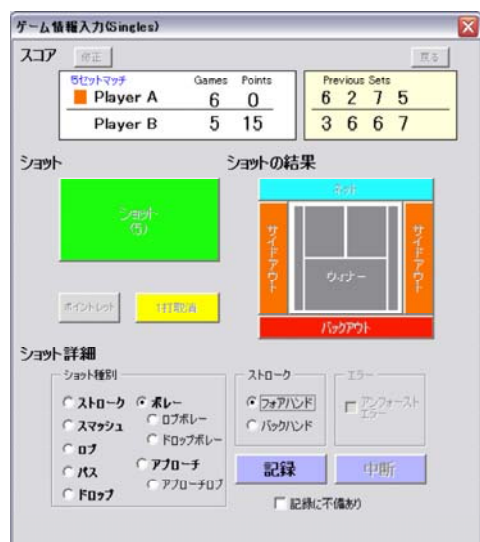 ゲーム情報入力(Singles)
スコア 修正 戻る
5セットマッチ Games Points Previous Sets
Player A 6 0 6 2 7 5
Player B 5 15 3 6 6 7
ショット ショットの結果
ネット
ショット
(5)
サイドアウト
サイドアウト
ウィナー
ポイントレット 1打取消
バックアウト
ショット詳細
ショット種別 ストローク エラー
ストローク ボレー フォアハンド アンフォースト
エラー
スマッシュ ロブボレー バックハンド
ロブ ドロップボレー
パス アプローチ 記録 中断
ドロップ アプローチロブ
記録に不備あり